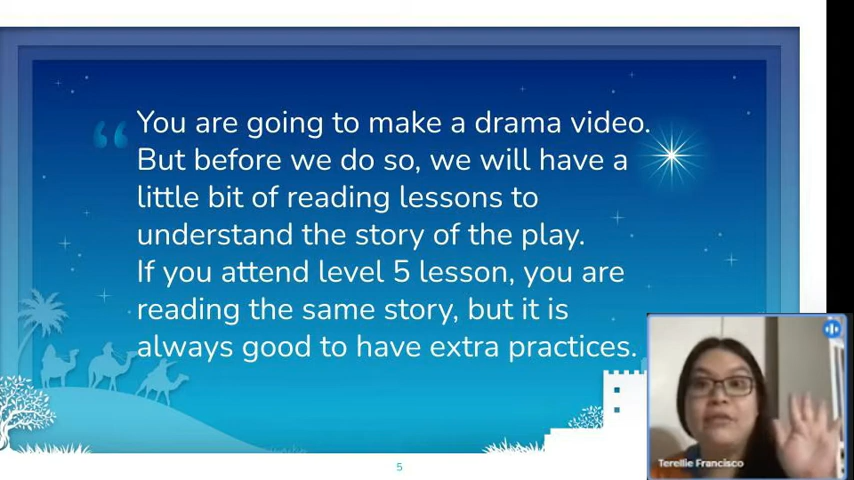 “
You are going to make a drama video.
But before we do so, we will have a
little bit of reading lessons to
understand the story of the play.
If you attend level 5 lesson, you are
reading the same story, but it is
always good to have extra practices.
Terellie Francisco
5